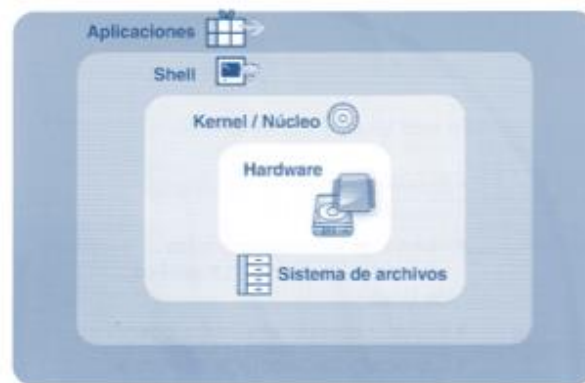 Aplicaciones
Shell
Kernel / Núcleo
Hardware
Sistema de archivos